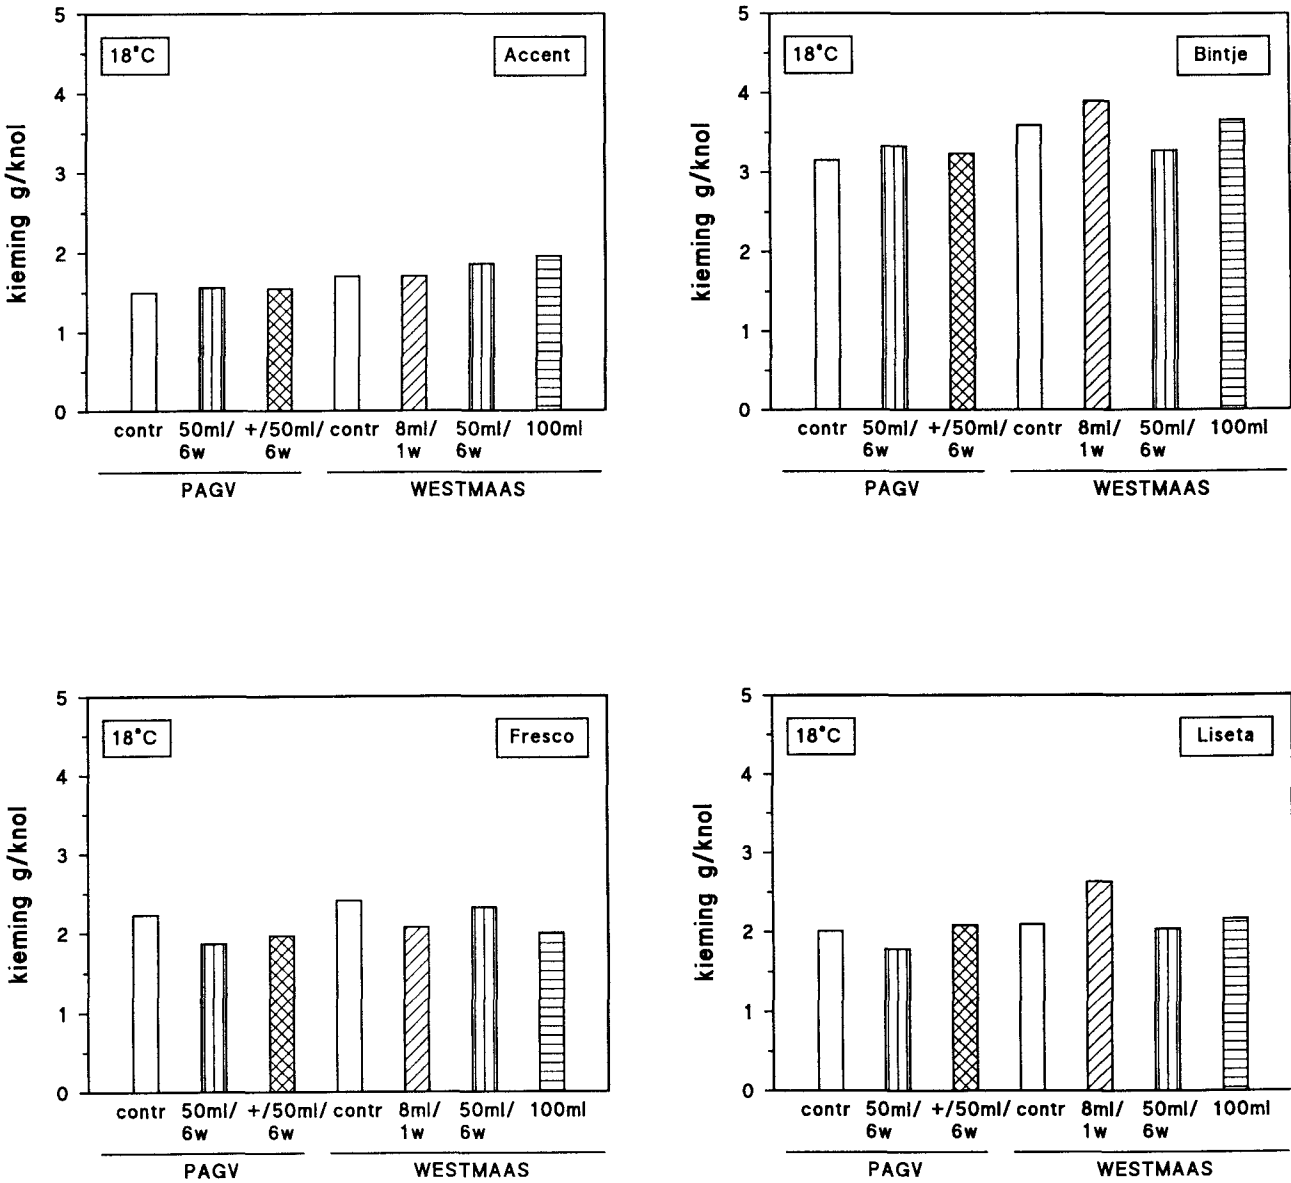 5
18°C
Accent
4
kieming g/knol
3
2
1
0
contr 50ml/ +/50ml/ contr 8ml/ 50ml/ 100ml
6w 6w 1w 6w
PAGV WESTMAAS
5
18°C
Bintje
4
kieming g/knol
3
2
1
0
contr 50ml/ +/50ml/ contr 8ml/ 50ml/ 100ml
6w 6w 1w 6w
PAGV WESTMAAS
5
18°C
Fresco
4
kieming g/knol
3
2
1
0
contr 50ml/ +/50ml/ contr 8ml/ 50ml/ 100ml
6w 6w 1w 6w
PAGV WESTMAAS
5
18°C
Liseta
4
kieming g/knol
3
2
1
0
contr 50ml/ +/50ml/ contr 8ml/ 50ml/ 100ml
6w 6w 1w 6w
PAGV WESTMAAS